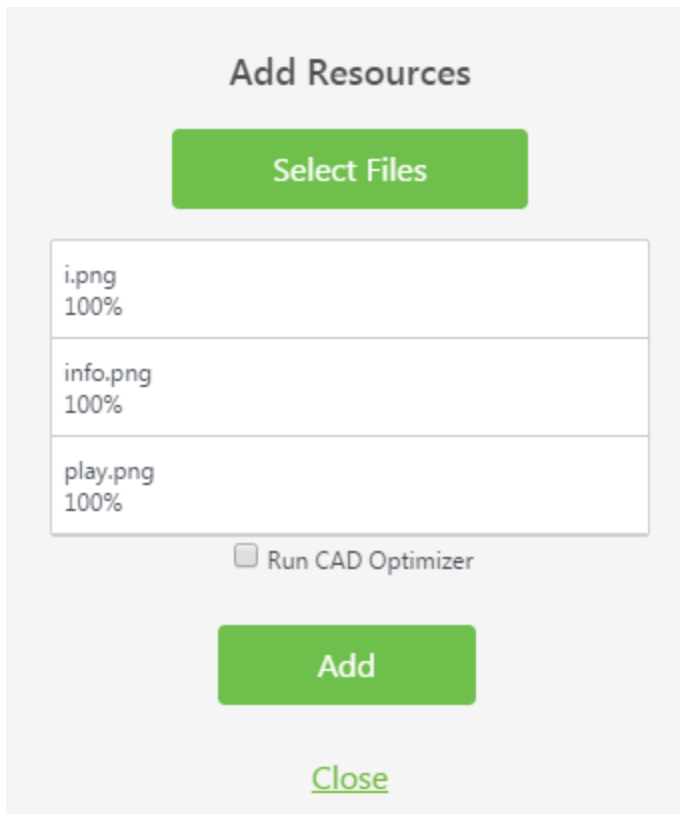 Add Resources
Select Files
i.png
100%
info.png
100%
play.png
100%
Run CAD Optimizer
Add
Close